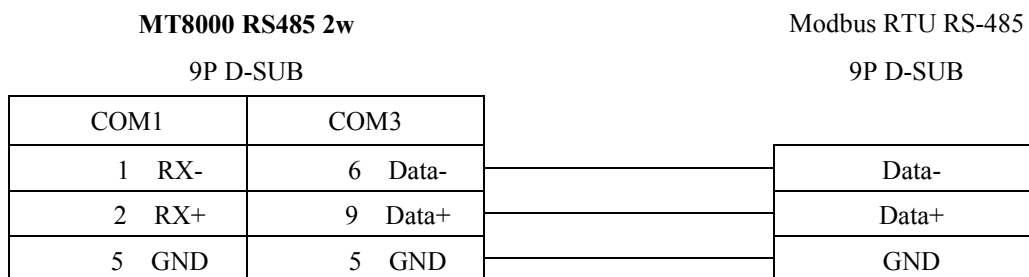 MT8000 RS485 2w Modbus RTU RS-485
9P D-SUB 9P D-SUB
COM1 COM3
1 RX- 6 Data- Data-
2 RX+ 9 Data+ Data+
5 GND 5 GND GND